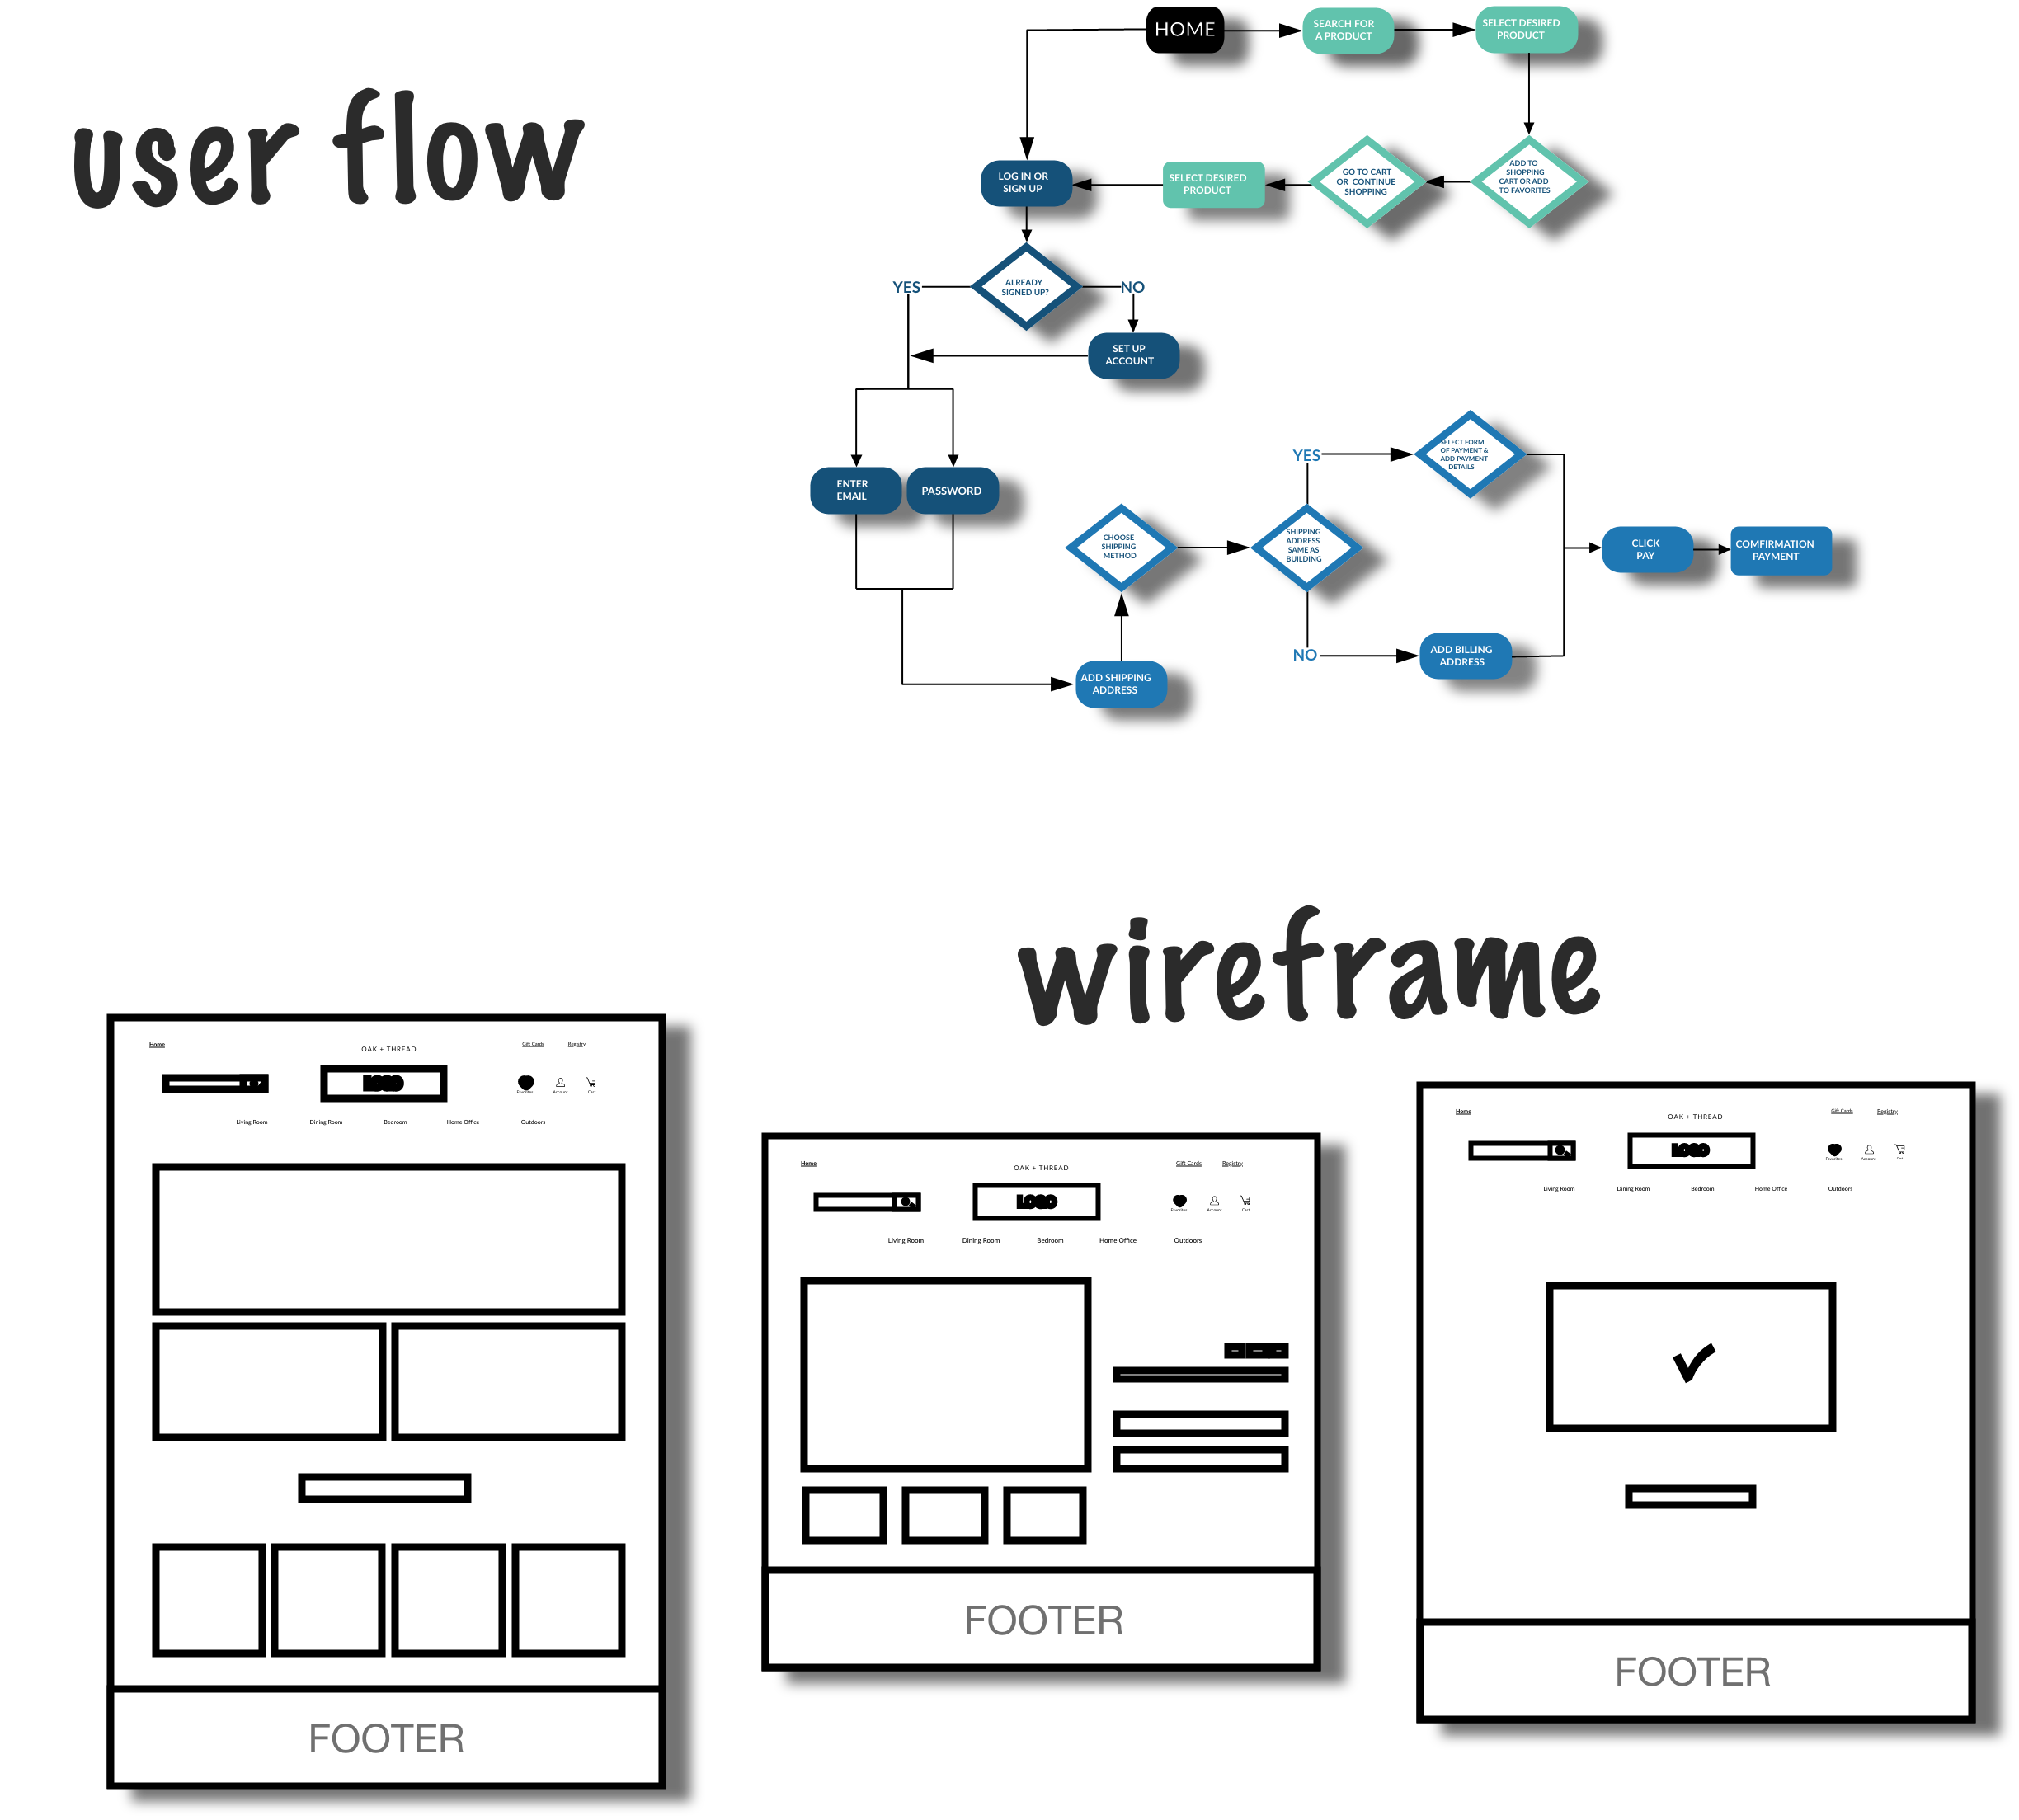 user flow
HOME
SEARCH FOR
A PRODUCT
SELECT DESIRED
PRODUCT
ADD TO
SHOPPING
CART OR ADD
TO FAVORITES
GO TO CART
OR CONTINUE
SHOPPING
SELECT DESIRED
PRODUCT
LOG IN OR
SIGN UP
ALREADY
SIGNED UP?
YES
NO
SET UP
ACCOUNT
ENTER
EMAIL
PASSWORD
ADD SHIPPING
ADDRESS
CHOOSE
SHIPPING
METHOD
SHIPPING
ADDRESS
SAME AS
BUILDING
YES
SELECT FORM
OF PAYMENT &
ADD PAYMENT
DETAILS
NO
ADD BILLING
ADDRESS
CLICK
PAY
COMFIRMATION
PAYMENT
wireframe
Home
OAK + THREAD
Gift Cards
Registry
LOGO
Favorites
Account
Cart
Living Room
Dining Room
Bedroom
Home Office
Outdoors
FOOTER
Home
OAK + THREAD
Gift Cards
Registry
LOGO
Favorites
Account
Cart
Living Room
Dining Room
Bedroom
Home Office
Outdoors
FOOTER
Home
OAK + THREAD
Gift Cards
Registry
LOGO
Favorites
Account
Cart
Living Room
Dining Room
Bedroom
Home Office
Outdoors
FOOTER